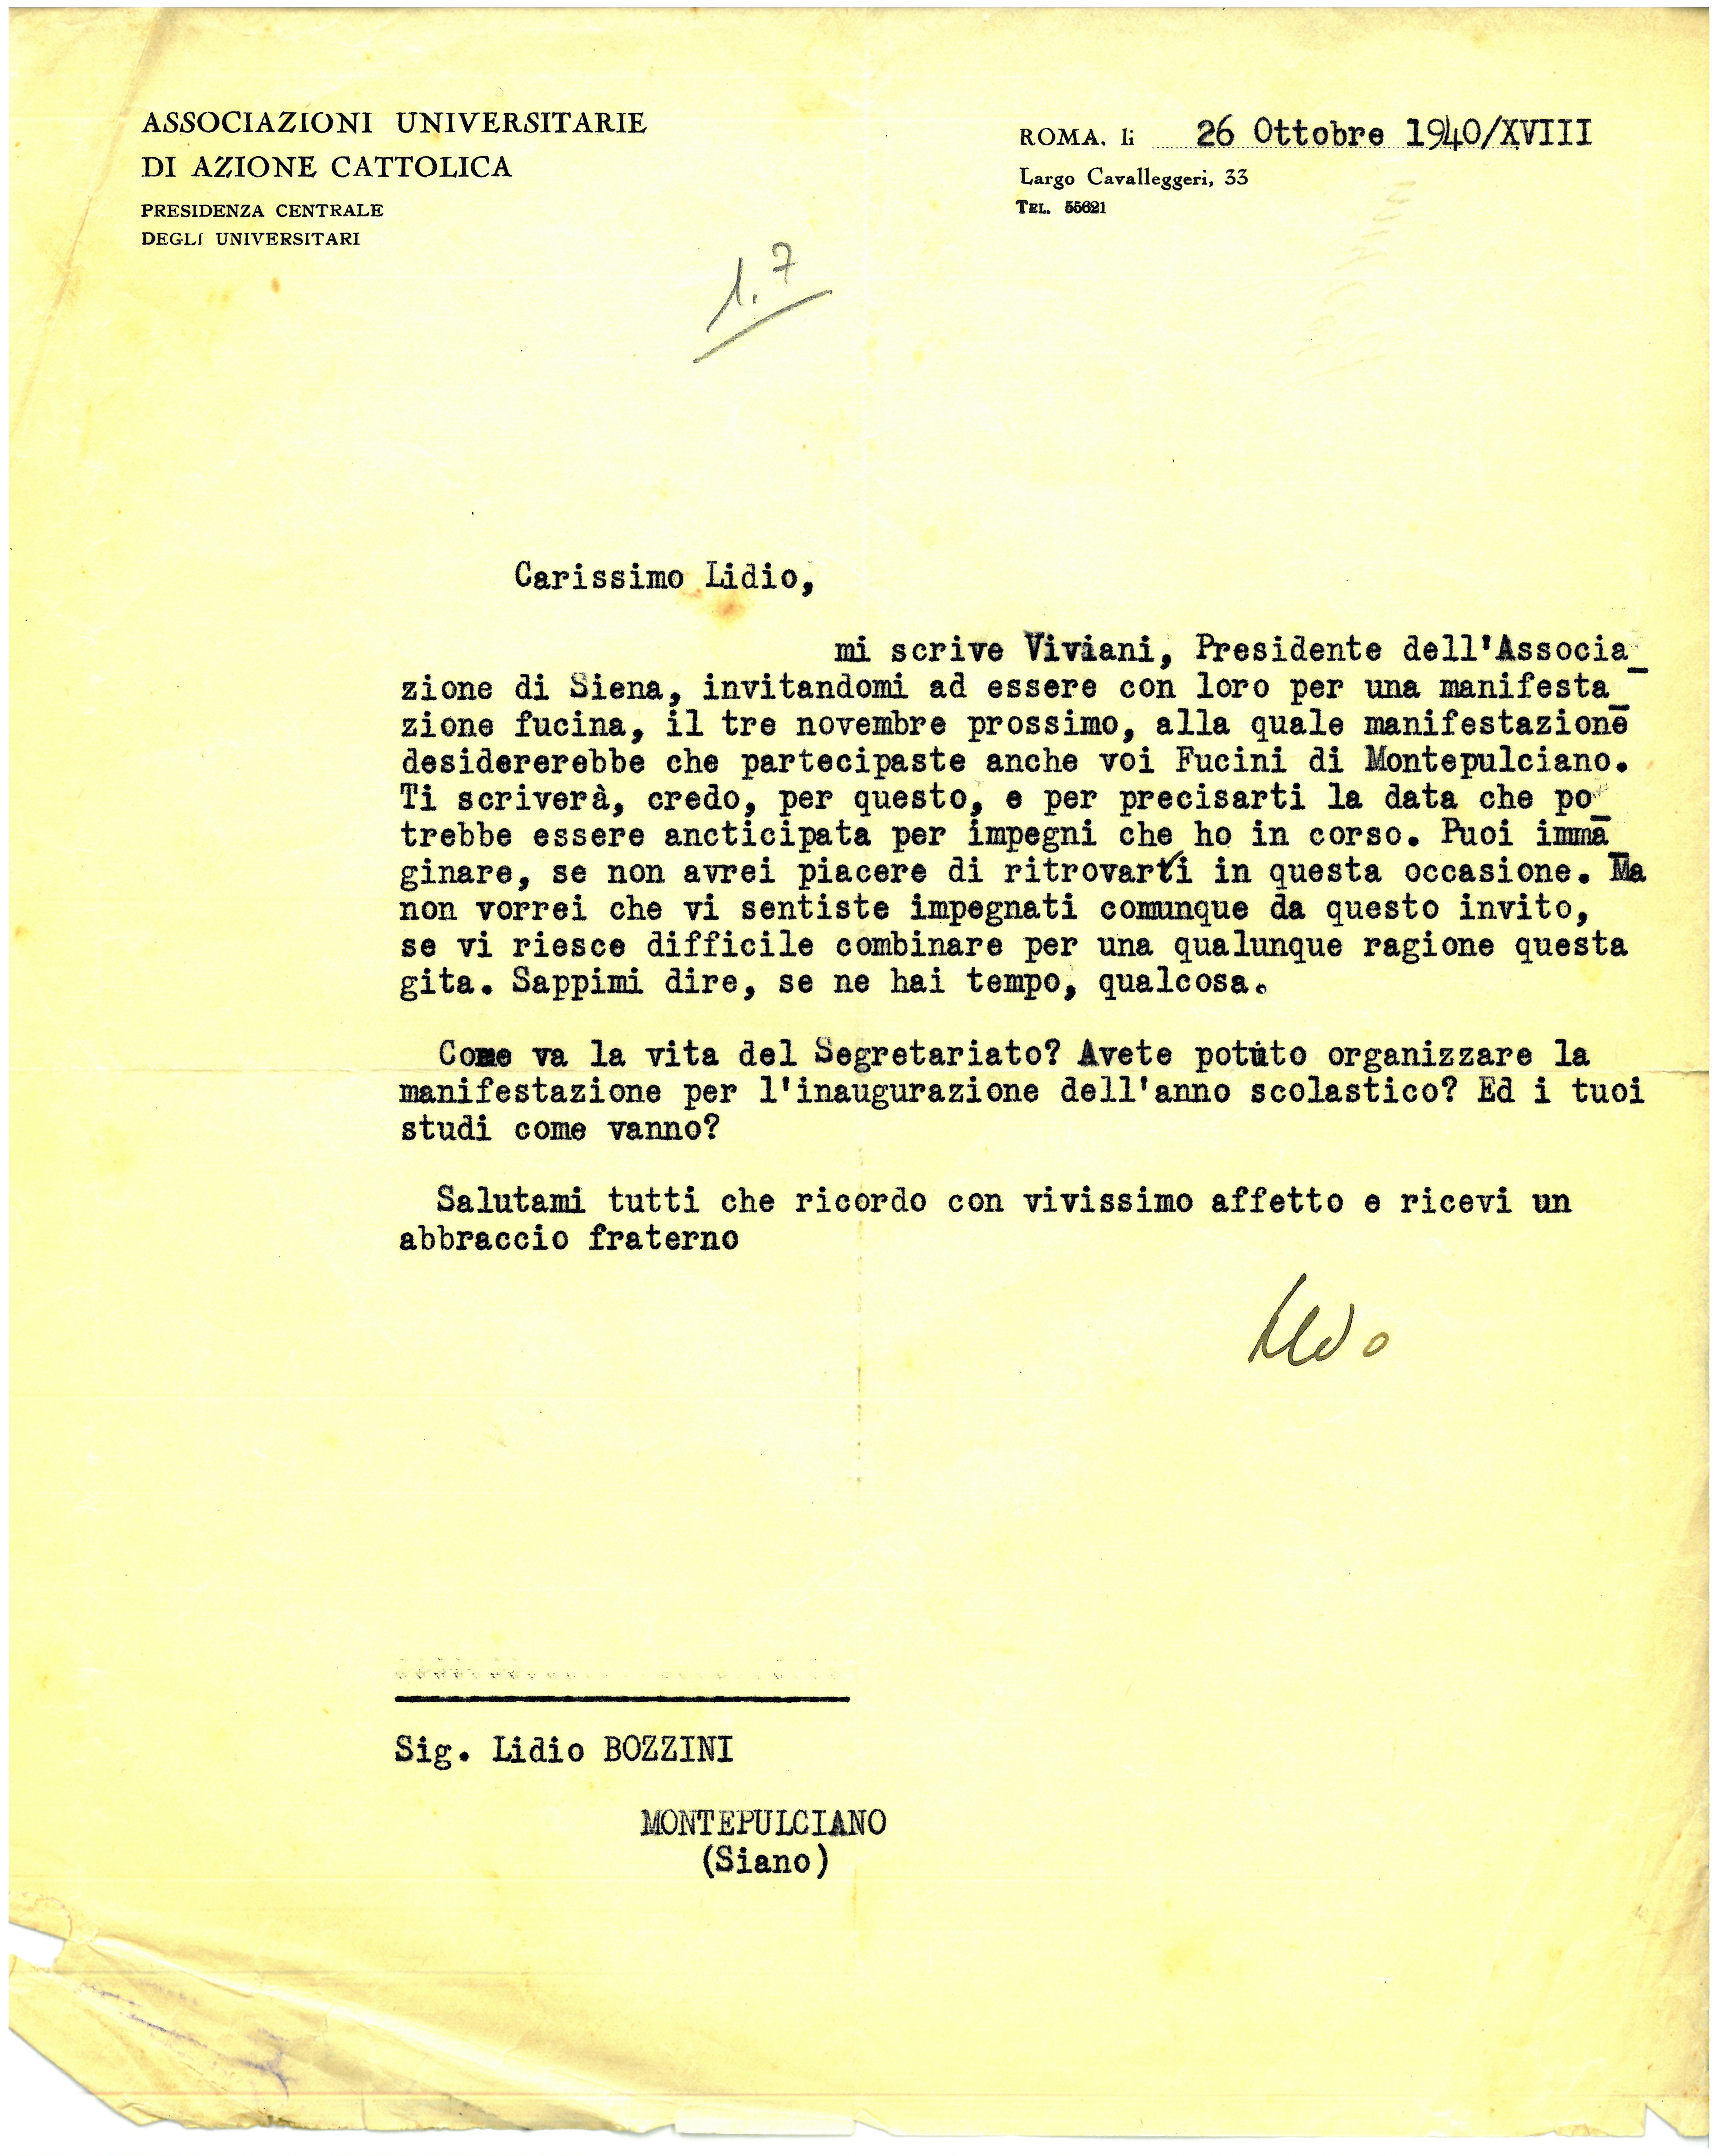 ASSOCIAZIONI UNIVERSITARIE
DI AZIONE CATTOLICA
PRESIDENZA CENTRALE
DEGLI UNIVERSITARI
ROMA. li 26 Ottobre 1940/XVIII
Largo Cavalleggeri, 33
TEL. 55621
1.7
Carissimo Lidio,
mi scrive Viviani, Presidente dell'Associa_
zione di Siena, invitandomi ad essere con loro per una manifesta_
zione fucina, il tre novembre prossimo, alla quale manifestazione
desidererebbe che partecipaste anche voi Fucini di Montepulciano.
Ti scriverà, credo, per questo, e per precisarti la data che po_
trebbe essere ancticipata per impegni che ho in corso. Puoi imma_
ginare, se non avrei piacere di ritrovarti in questa occasione. Ma
non vorrei che vi sentiste impegnati comunque da questo invito,
se vi riesce difficile combinare per una qualunque ragione questa
gita. Sappimi dire, se ne hai tempo, qualcosa.
Come va la vita del Segretariato? Avete potuto organizzare la
manifestazione per l'inaugurazione dell'anno scolastico? Ed i tuoi
studi come vanno?
Salutami tutti che ricordo con vivissimo affetto e ricevi un
abbraccio fraterno
Aldo
Sig. Lidio BOZZINI
MONTEPULCIANO
(Siano)